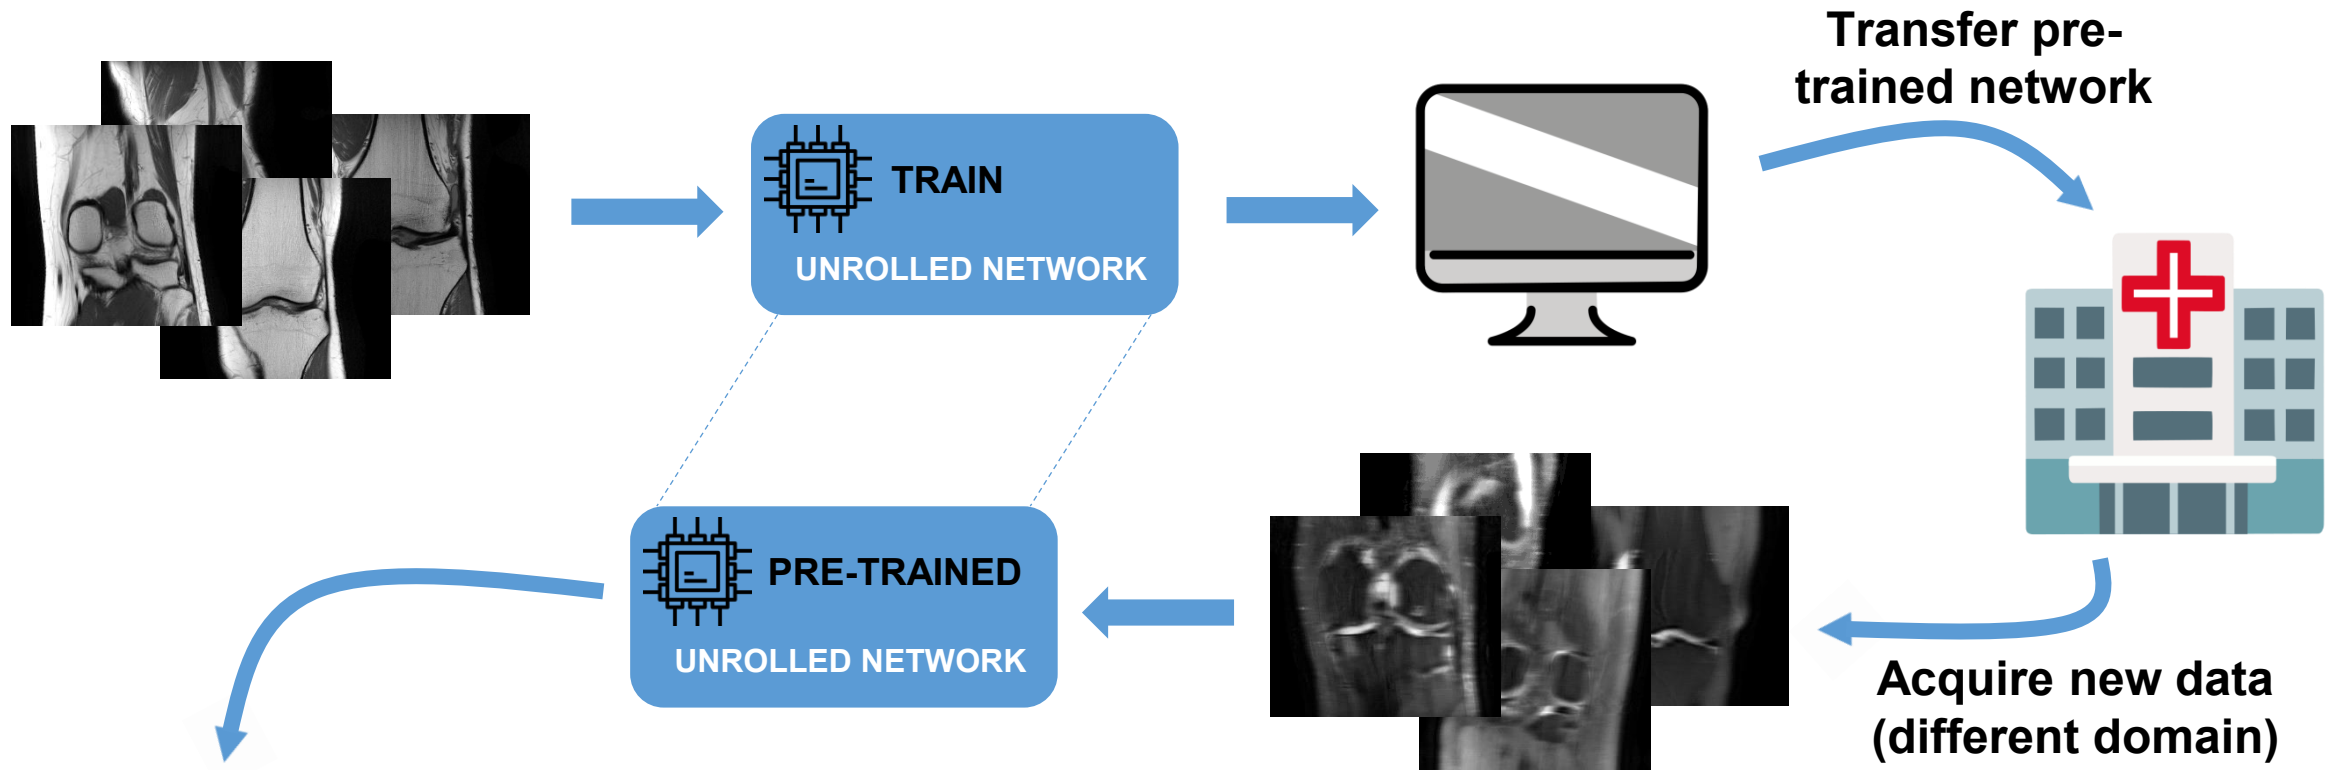 Transfer pre-
trained network
TRAIN
UNROLLED NETWORK
PRE-TRAINED
UNROLLED NETWORK
Acquire new data
(different domain)